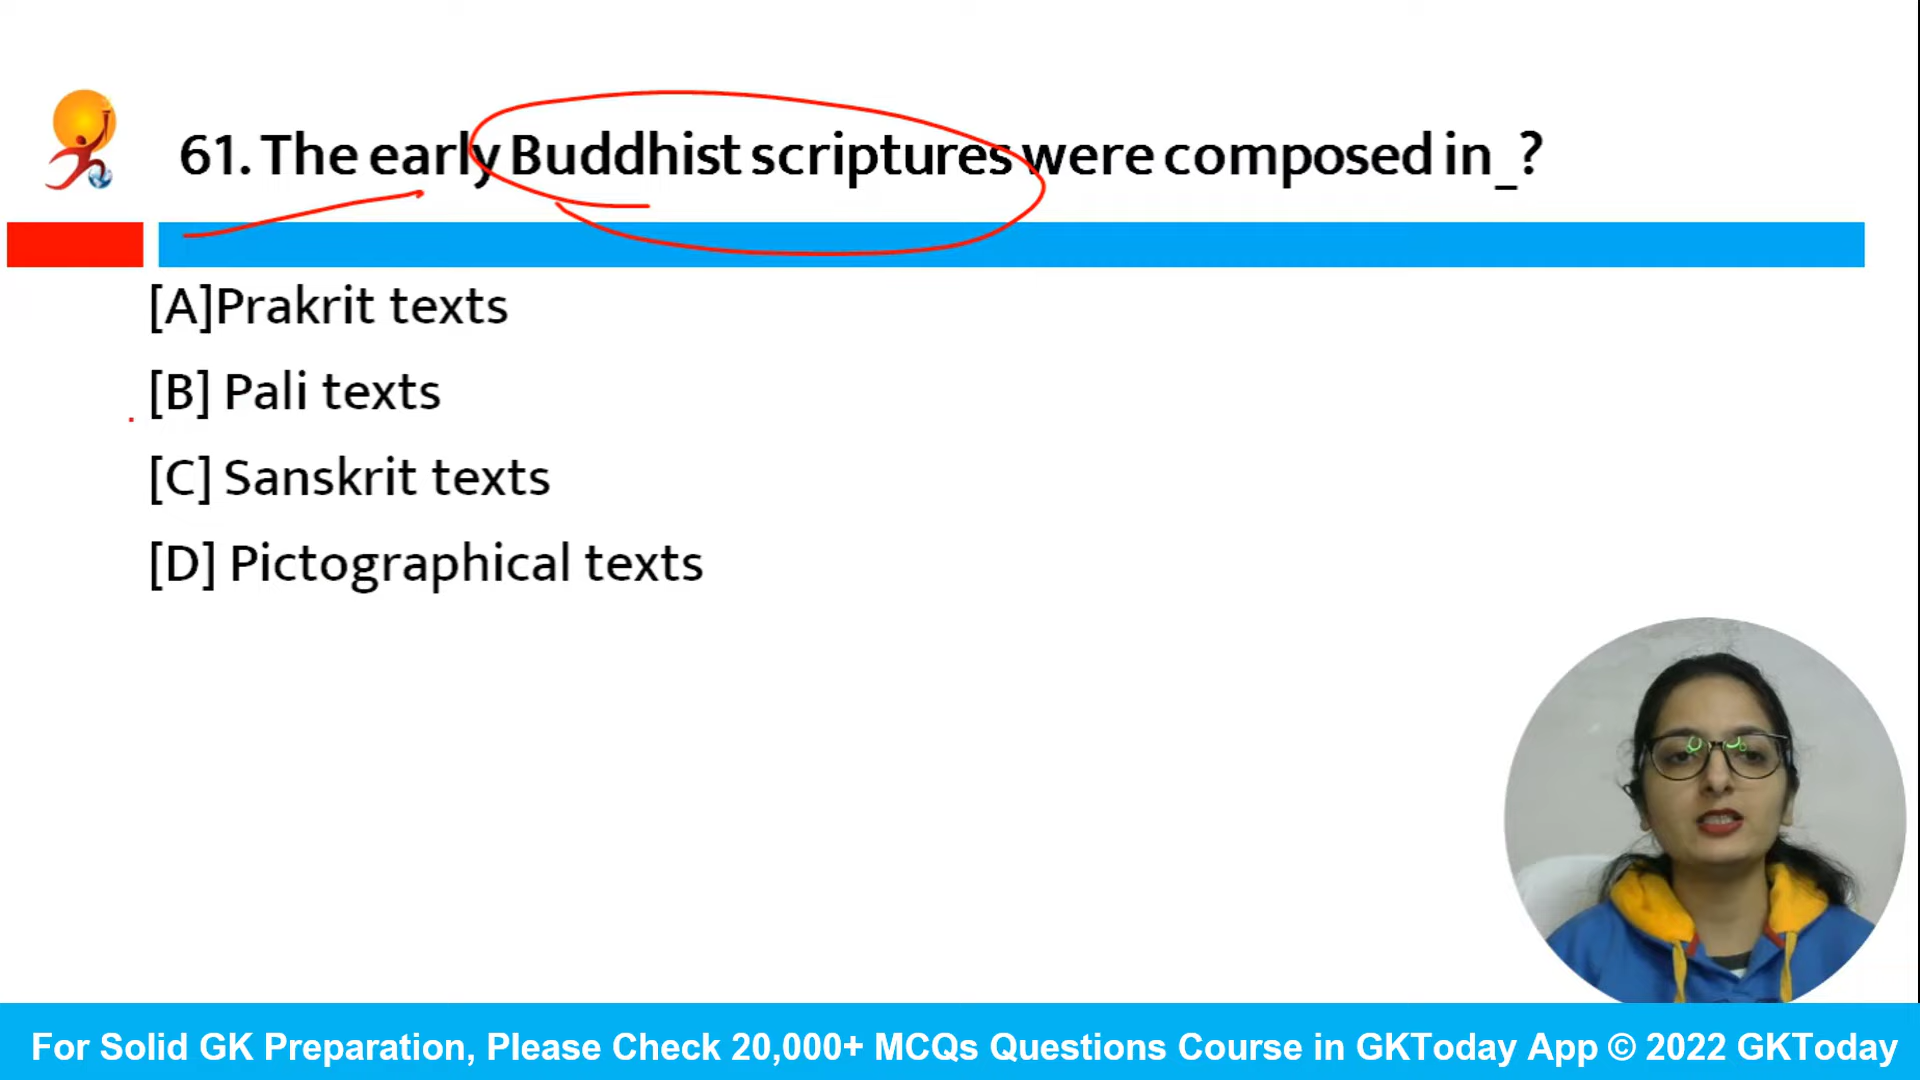 61. The early Buddhist scriptures were composed in_?
[A]Prakrit texts
[B] Pali texts
[C] Sanskrit texts
[D] Pictographical texts
For Solid GK Preparation, Please Check 20,000+ MCQs Questions Course in GKToday App © 2022 GKToday